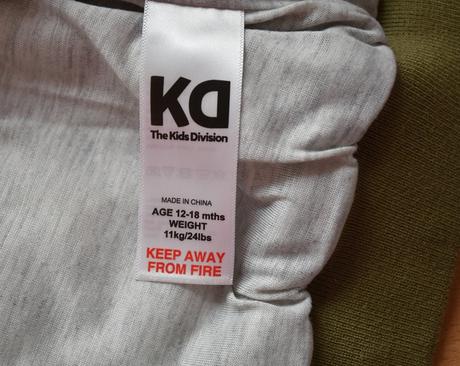 KD
The Kids Division
MADE IN CHINA
AGE 12-18 mths
WEIGHT
11kg/24lbs
KEEP AWAY
FROM FIRE